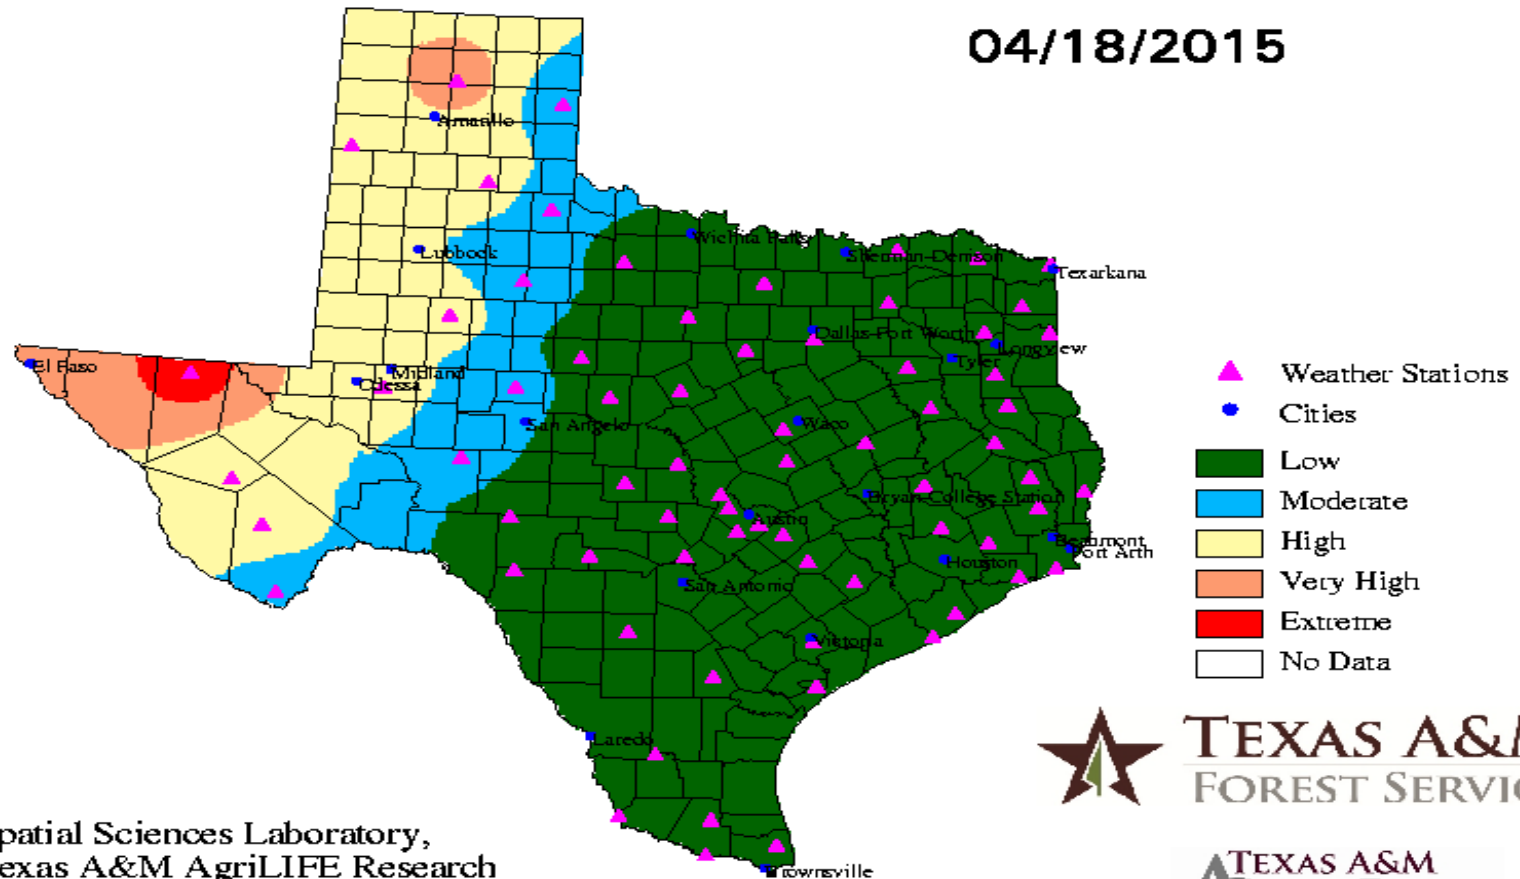 04/18/2015
Amarillo
Wichita Falls
Sherman-Denison
Lubbock
Texarkana
Dallas-Fort Worth
Longview
Tyler
El Paso
Midland
Odessa
San Angelo
Waco
Bryan-College Station
Austin
Beaumont
Port Arth
Houston
San Antonio
Victoria
Laredo
Brownsville
Weather Stations
Cities
Low
Moderate
High
Very High
Extreme
No Data
TEXAS A&M
FOREST SERVIC
patial Sciences Laboratory,
exas A&M AgriLIFE Research
TEXAS A&M